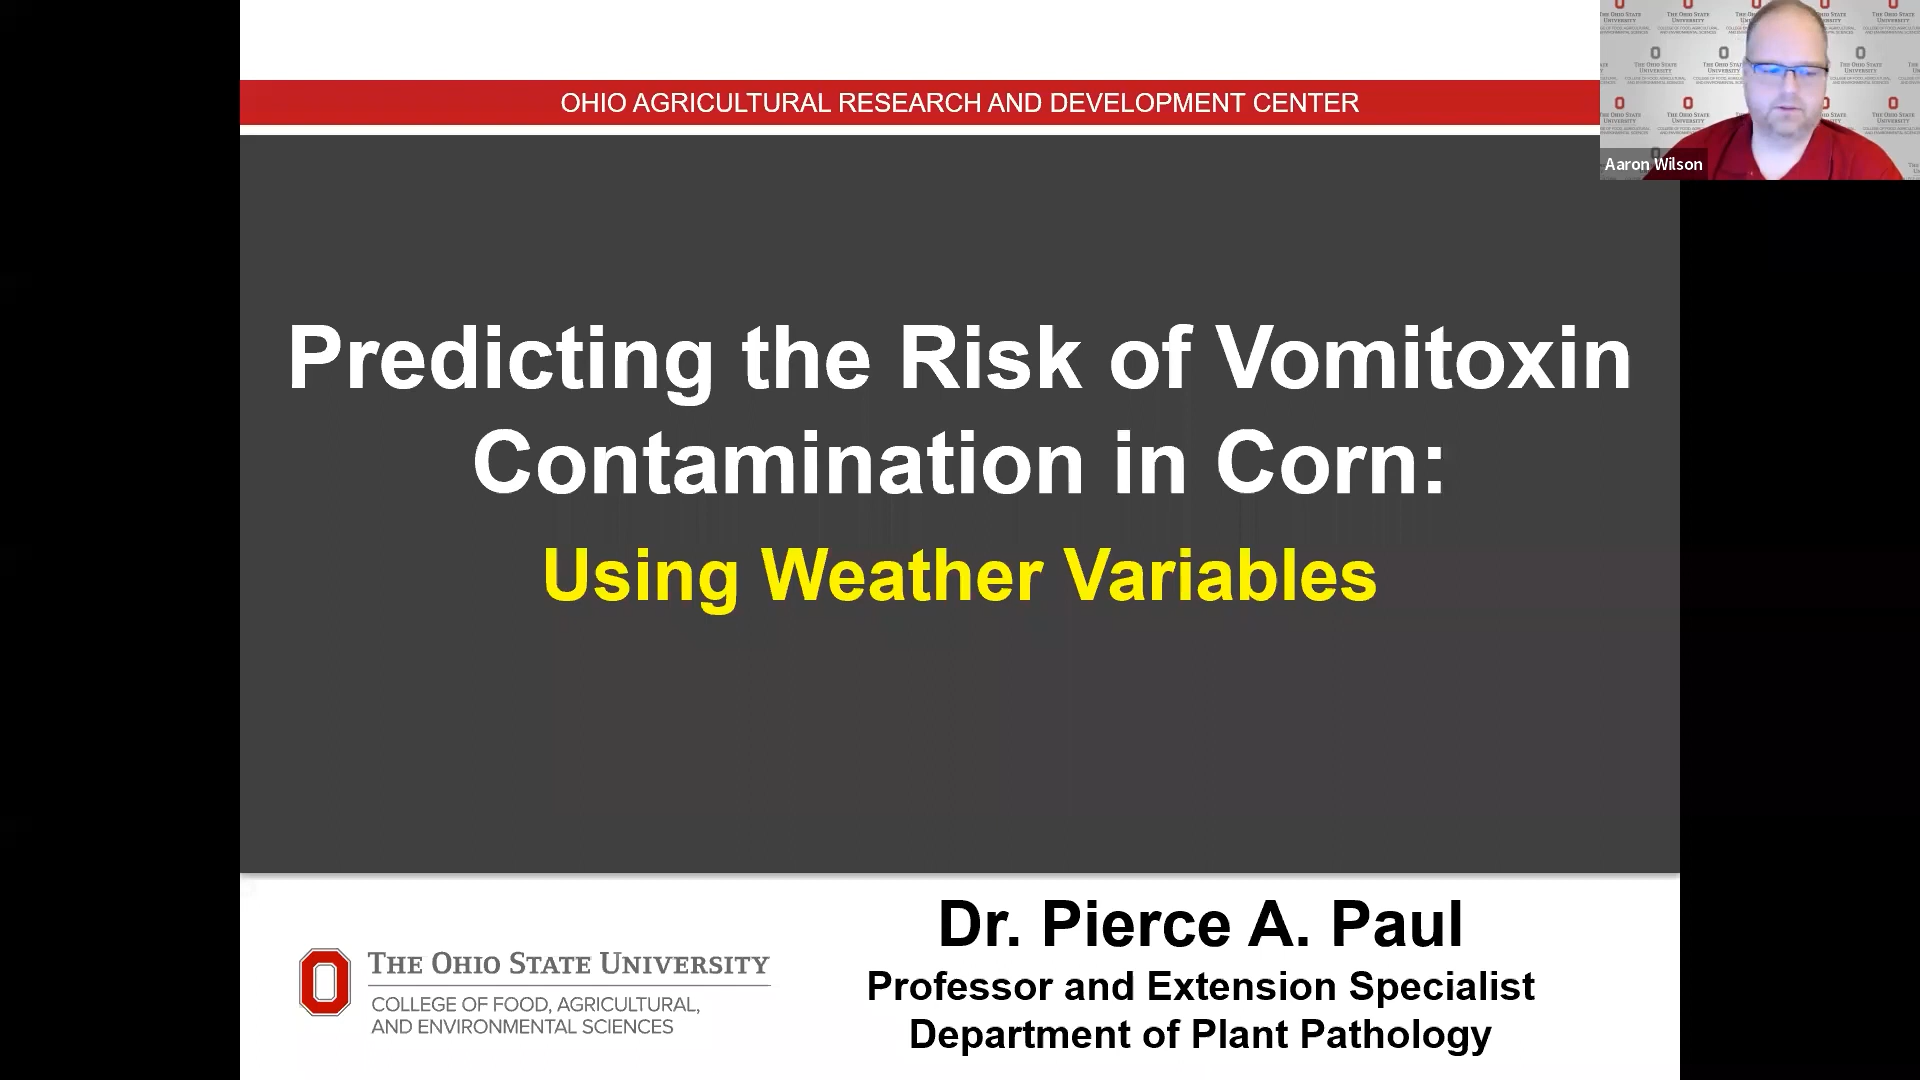 OHIO AGRICULTURAL RESEARCH AND DEVELOPMENT CENTER
Aaron Wilson
Predicting the Risk of Vomitoxin
Contamination in Corn:
Using Weather Variables
Dr. Pierce A. Paul
Professor and Extension Specialist
Department of Plant Pathology
THE OHIO STATE UNIVERSITY
COLLEGE OF FOOD, AGRICULTURAL,
AND ENVIRONMENTAL SCIENCES